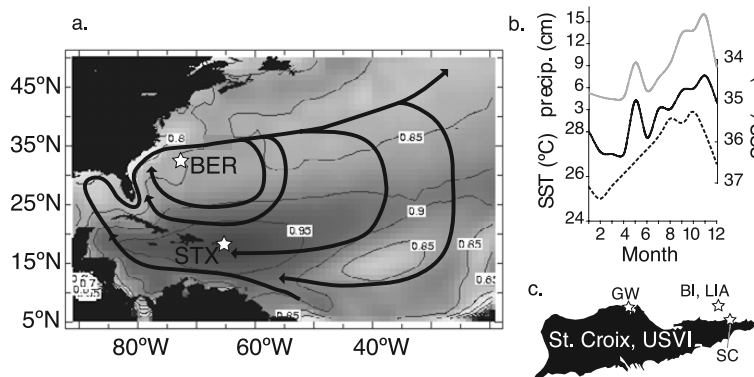 a.
45ºN
35ºN
25ºN
15ºN
5ºN
80ºW
60ºW
40ºW
BER
STX
0.8
0.85
0.9
0.95
0.85
0.85
0.85
b.
precip. (cm)
15
12
9
6
3
SST (ºC)
28
26
24
34
35
36
37
2 4 6 8 10 12
Month
c.
GW
BI, LIA
St. Croix, USVI
SC